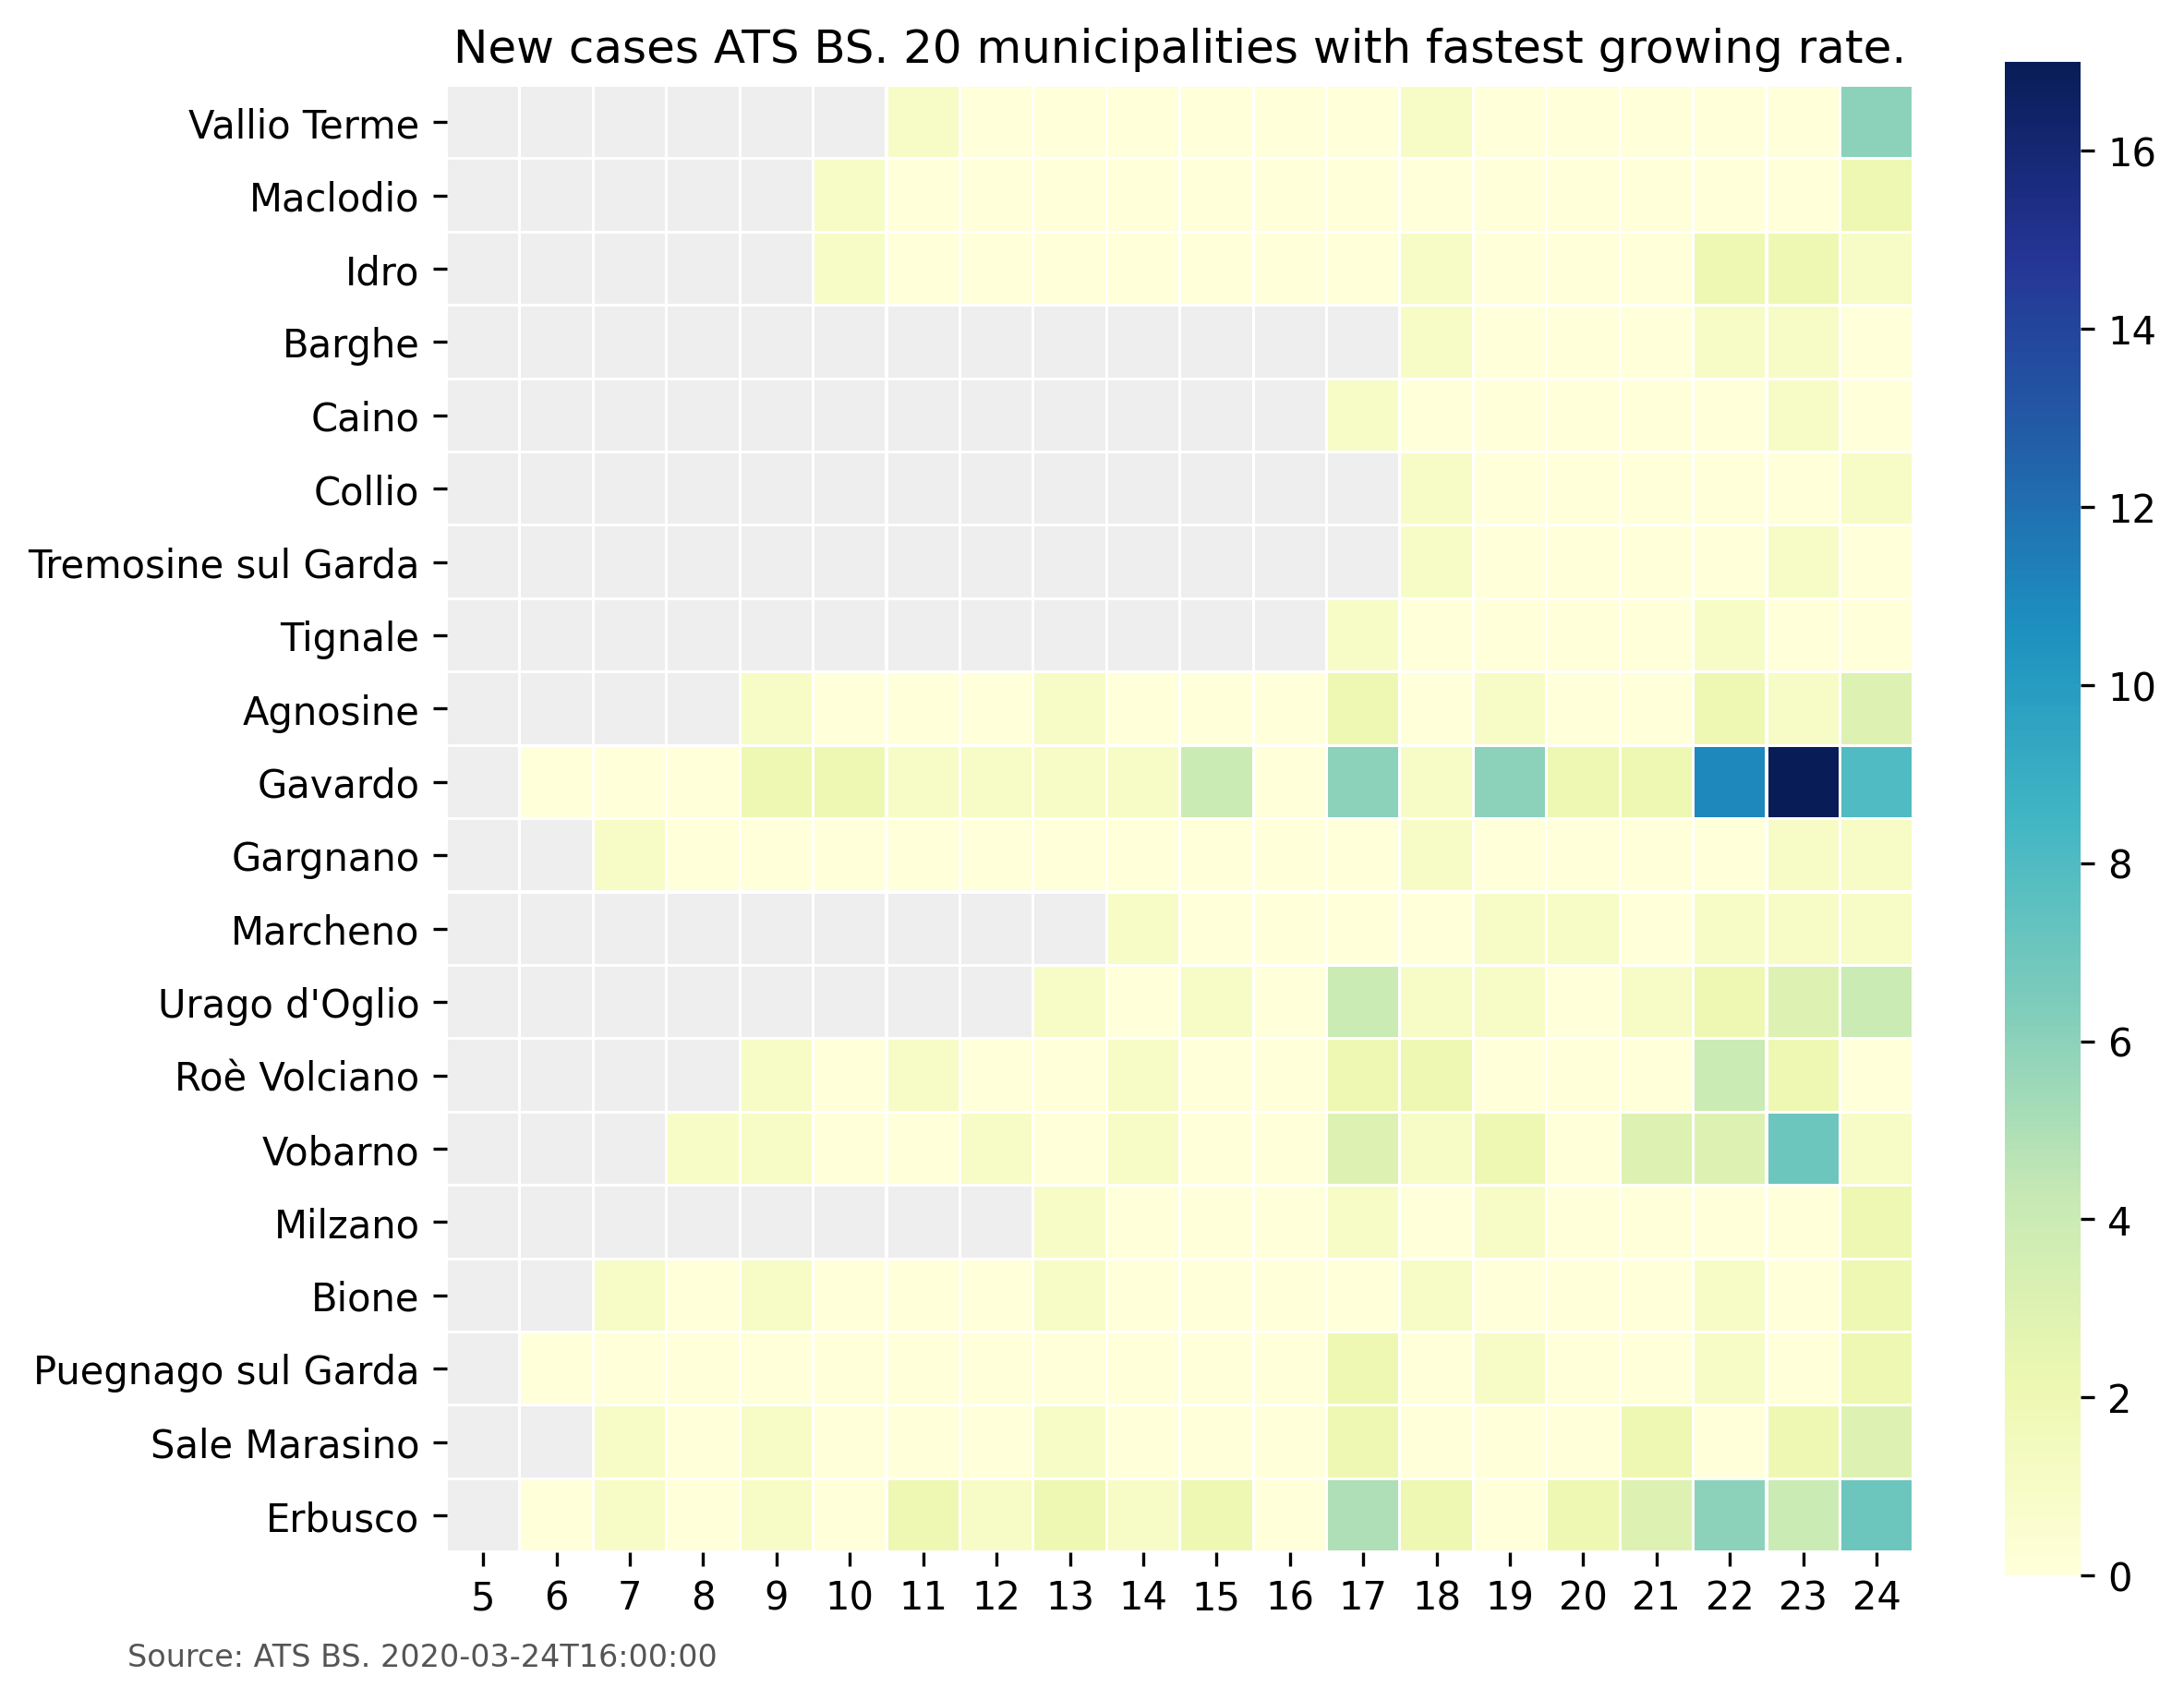 New cases ATS BS. 20 municipalities with fastest growing rate.
Vallio Terme
Maclodio
Idro
Barghe
Caino
Collio
Tremosine sul Garda
Tignale
Agnosine
Gavardo
Gargnano
Marcheno
Urago d'Oglio
Roè Volciano
Vobarno
Milzano
Bione
Puegnago sul Garda
Sale Marasino
Erbusco
5 6 7 8 9 10 11 12 13 14 15 16 17 18 19 20 21 22 23 24
16
14
12
10
8
6
4
2
0
Source: ATS BS. 2020-03-24T16:00:00